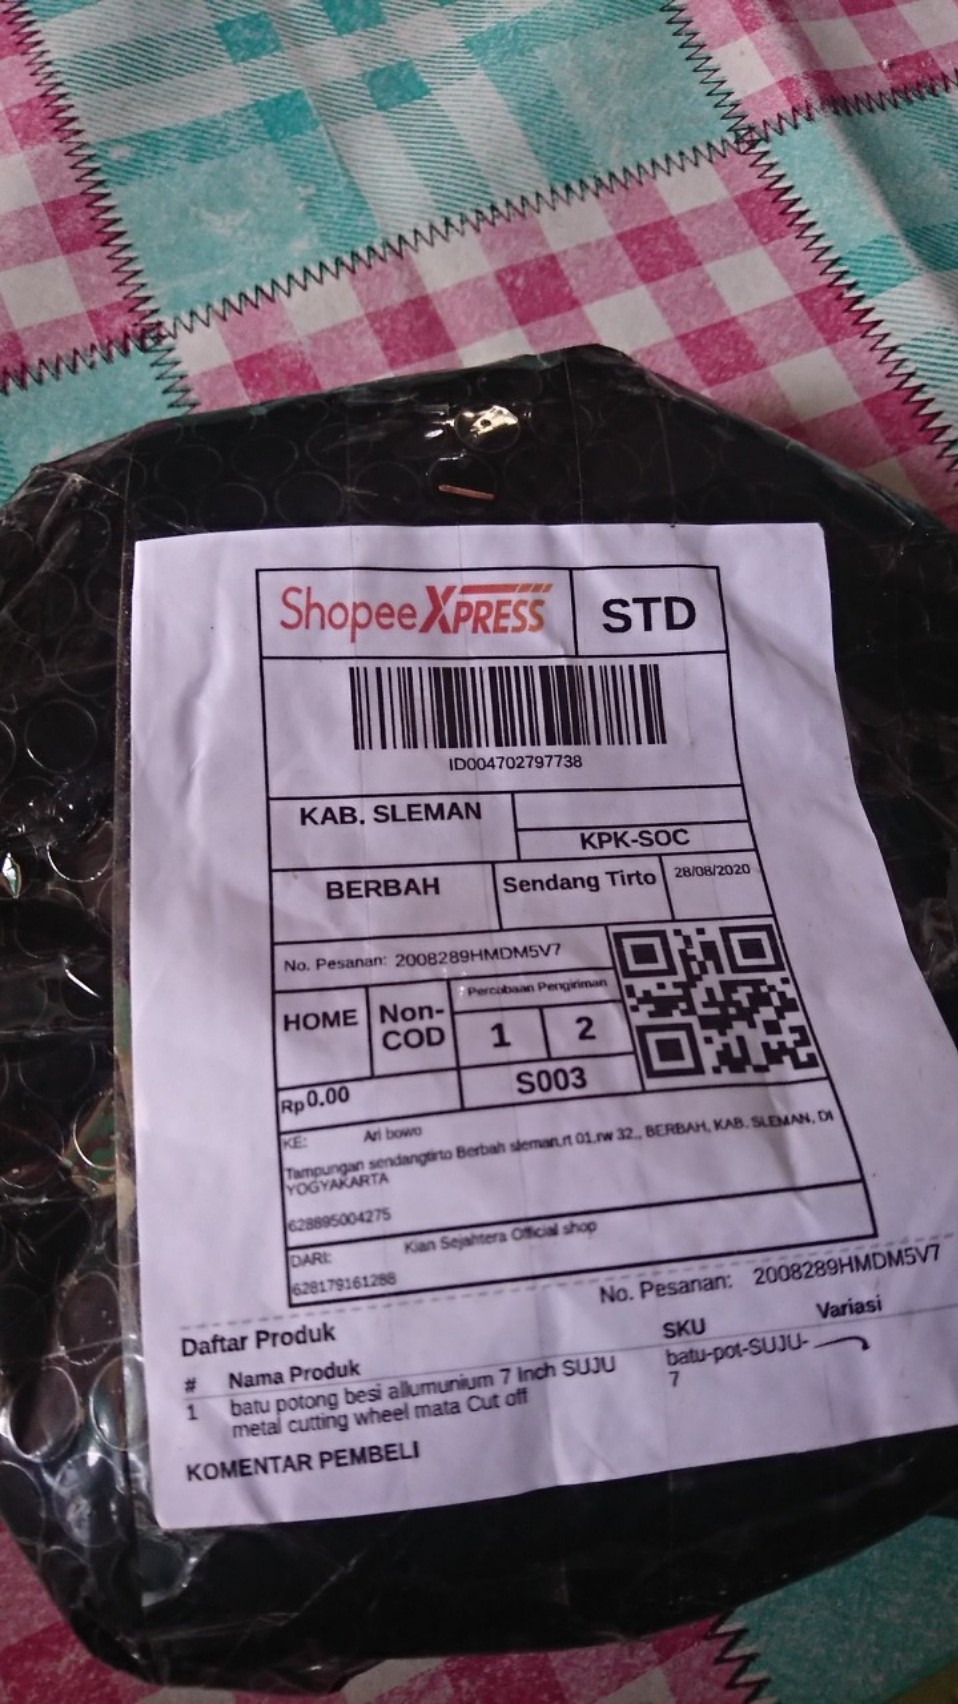 Shopee XPRESS
STD
ID004702797738
KAB. SLEMAN
KPK-SOC
BERBAH
Sendang Tirto
28/08/2020
No. Pesanan: 2008289HMDM5V7
HOME
Non-
COD
Percobaan Pengiriman
1
2
Rp0.00
S003
KE: Ari bowo
Tampungan sendangtirto Berbah sleman,rt 01.rw 32., BERBAH, KAB. SLEMAN, DI
YOGYAKARTA
628895004275
DARI: Kian Sejahtera Official shop
628179161288
No. Pesanan: 2008289HMDM5V7
Daftar Produk
# Nama Produk SKU Variasi
1 batu potong besi allumunium 7 Inch SUJU batu-pot-SUJU-
metal cutting wheel mata Cut off 7
KOMENTAR PEMBELI